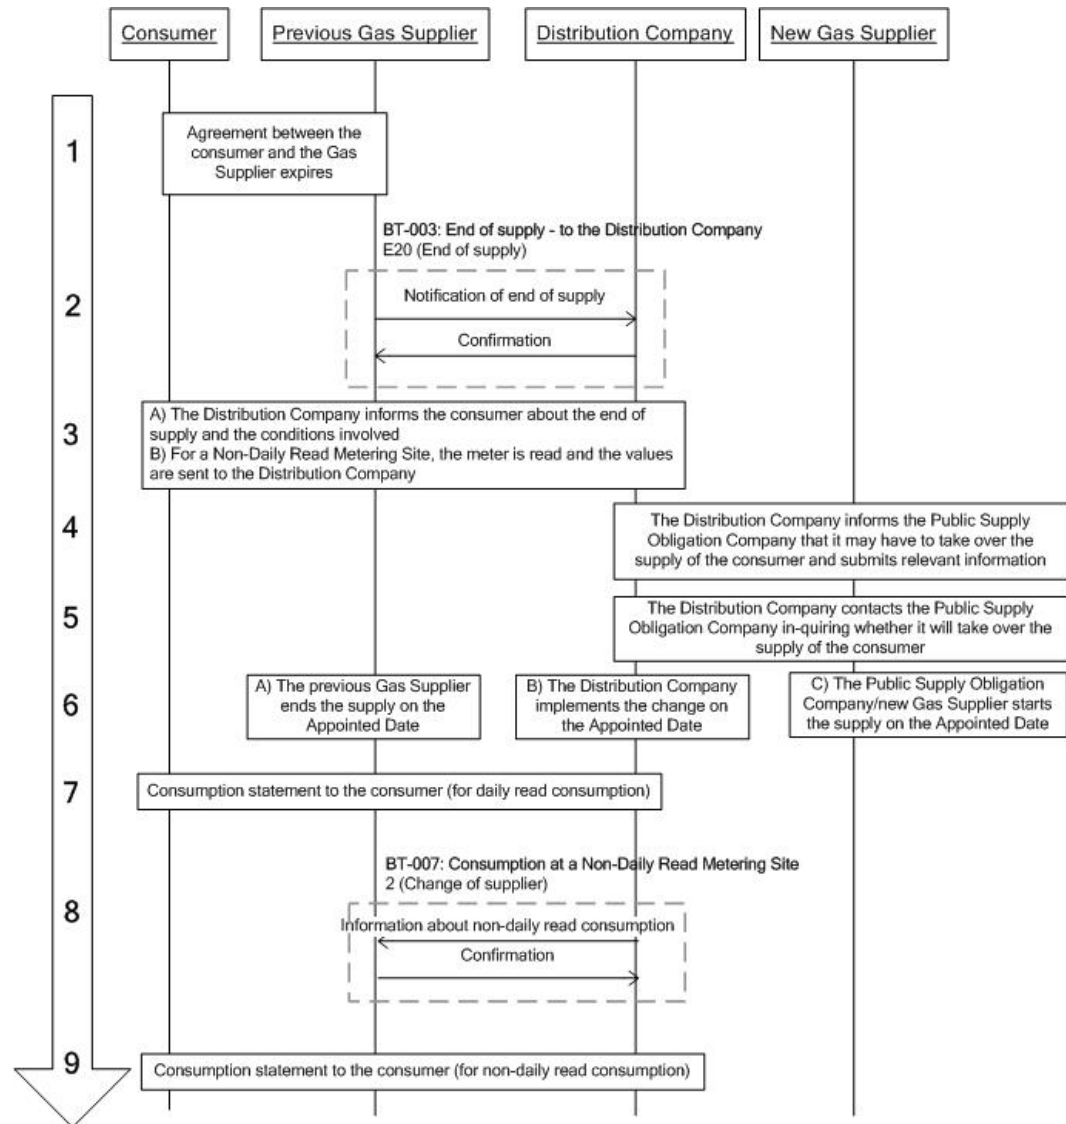 Consumer
Previous Gas Supplier
Distribution Company
New Gas Supplier
1
Agreement between the
consumer and the Gas
Supplier expires
BT-003: End of supply - to the Distribution Company
E20 (End of supply)
2
Notification of end of supply
Confirmation
3
A) The Distribution Company informs the consumer about the end of
supply and the conditions involved
B) For a Non-Daily Read Metering Site, the meter is read and the values
are sent to the Distribution Company
4
The Distribution Company informs the Public Supply
Obligation Company that it may have to take over the
supply of the consumer and submits relevant information
5
The Distribution Company contacts the Public Supply
Obligation Company in-quiring whether it will take over the
supply of the consumer
6
A) The previous Gas Supplier
ends the supply on the
Appointed Date
B) The Distribution Company
implements the change on
the Appointed Date
C) The Public Supply Obligation
Company/new Gas Supplier starts
the supply on the Appointed Date
7
Consumption statement to the consumer (for daily read consumption)
BT-007: Consumption at a Non-Daily Read Metering Site
2 (Change of supplier)
8
Information about non-daily read consumption
Confirmation
9
Consumption statement to the consumer (for non-daily read consumption)